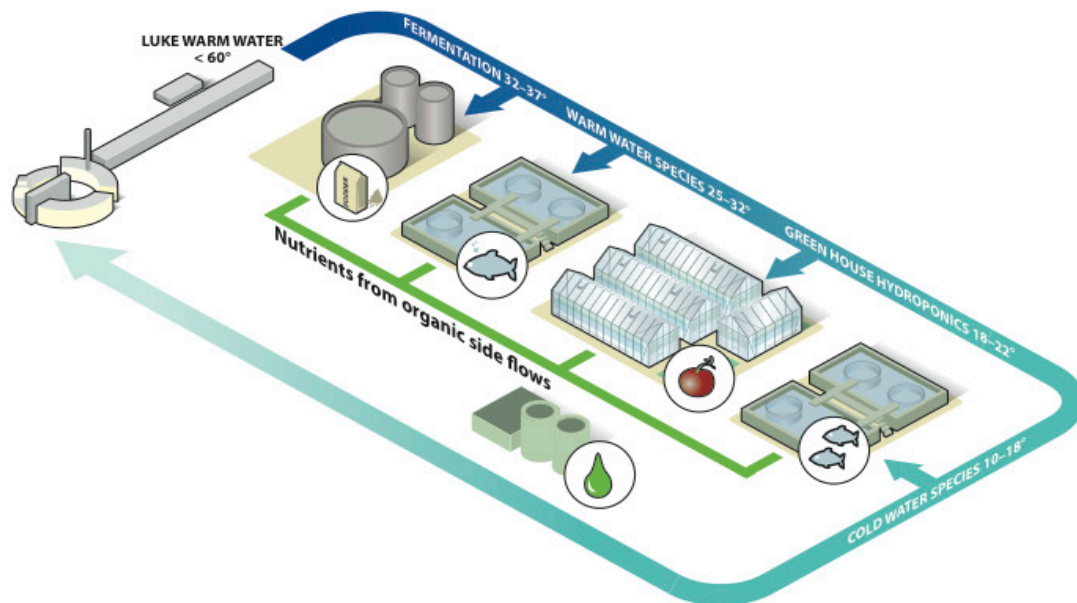 LUKE WARM WATER
< 60°
FERMENTATION 32–37°
WARM WATER SPECIES 25–32°
GREEN HOUSE HYDROPONICS 18–22°
COLD WATER SPECIES 10–18°
Nutrients from organic side flows